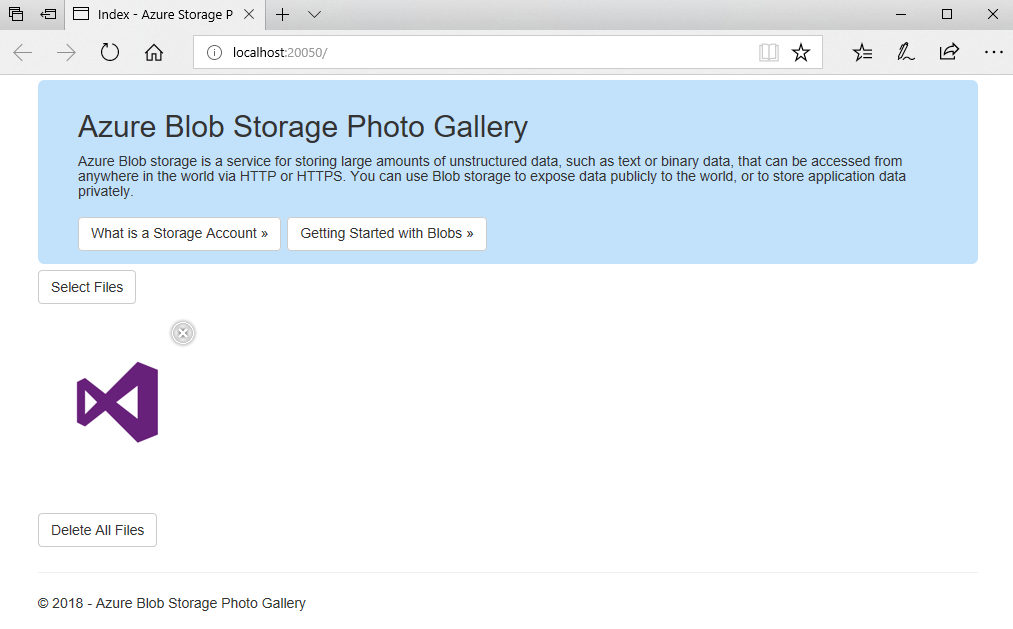 Index - Azure Storage P
localhost:20050/
Azure Blob Storage Photo Gallery
Azure Blob storage is a service for storing large amounts of unstructured data, such as text or binary data, that can be accessed from
anywhere in the world via HTTP or HTTPS. You can use Blob storage to expose data publicly to the world, or to store application data
privately.
What is a Storage Account » Getting Started with Blobs »
Select Files
Delete All Files
© 2018 - Azure Blob Storage Photo Gallery